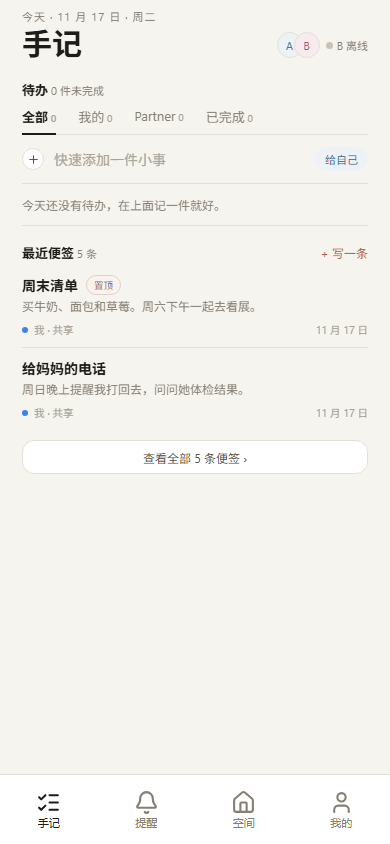 今天 · 11 月 17 日 · 周二
手记
A B B 离线
待办 0 件未完成
全部 0 我的 0 Partner 0 已完成 0
+ 快速添加一件小事 给自己
今天还没有待办，在上面记一件就好。
最近便签 5 条 + 写一条
周末清单 置顶
买牛奶、面包和草莓。周六下午一起去看展。
我 · 共享 11 月 17 日
给妈妈的电话
周日晚上提醒我打回去，问问她体检结果。
我 · 共享 11 月 17 日
查看全部 5 条便签 ›
手记 提醒 空间 我的